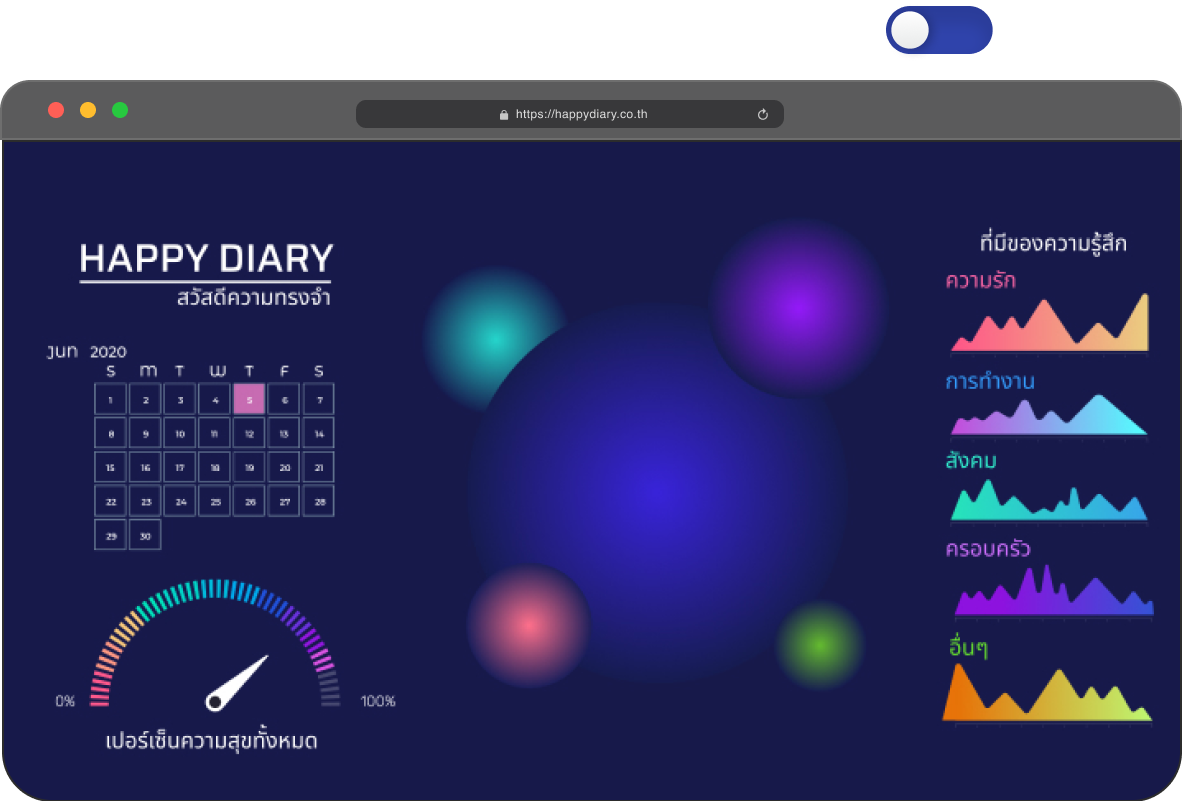 https://happydiary.co.th
HAPPY DIARY
สวัสดีความทรงจำ
Jun 2020
S M T W T F S
1 2 3 4 5 6 7
8 9 10 11 12 13 14
15 16 17 18 19 20 21
22 23 24 25 26 27 28
29 30
0% 100%
เปอร์เซ็นความสุขทั้งหมด
ที่มีของความรู้สึก
ความรัก
การทำงาน
สังคม
ครอบครัว
อื่นๆ